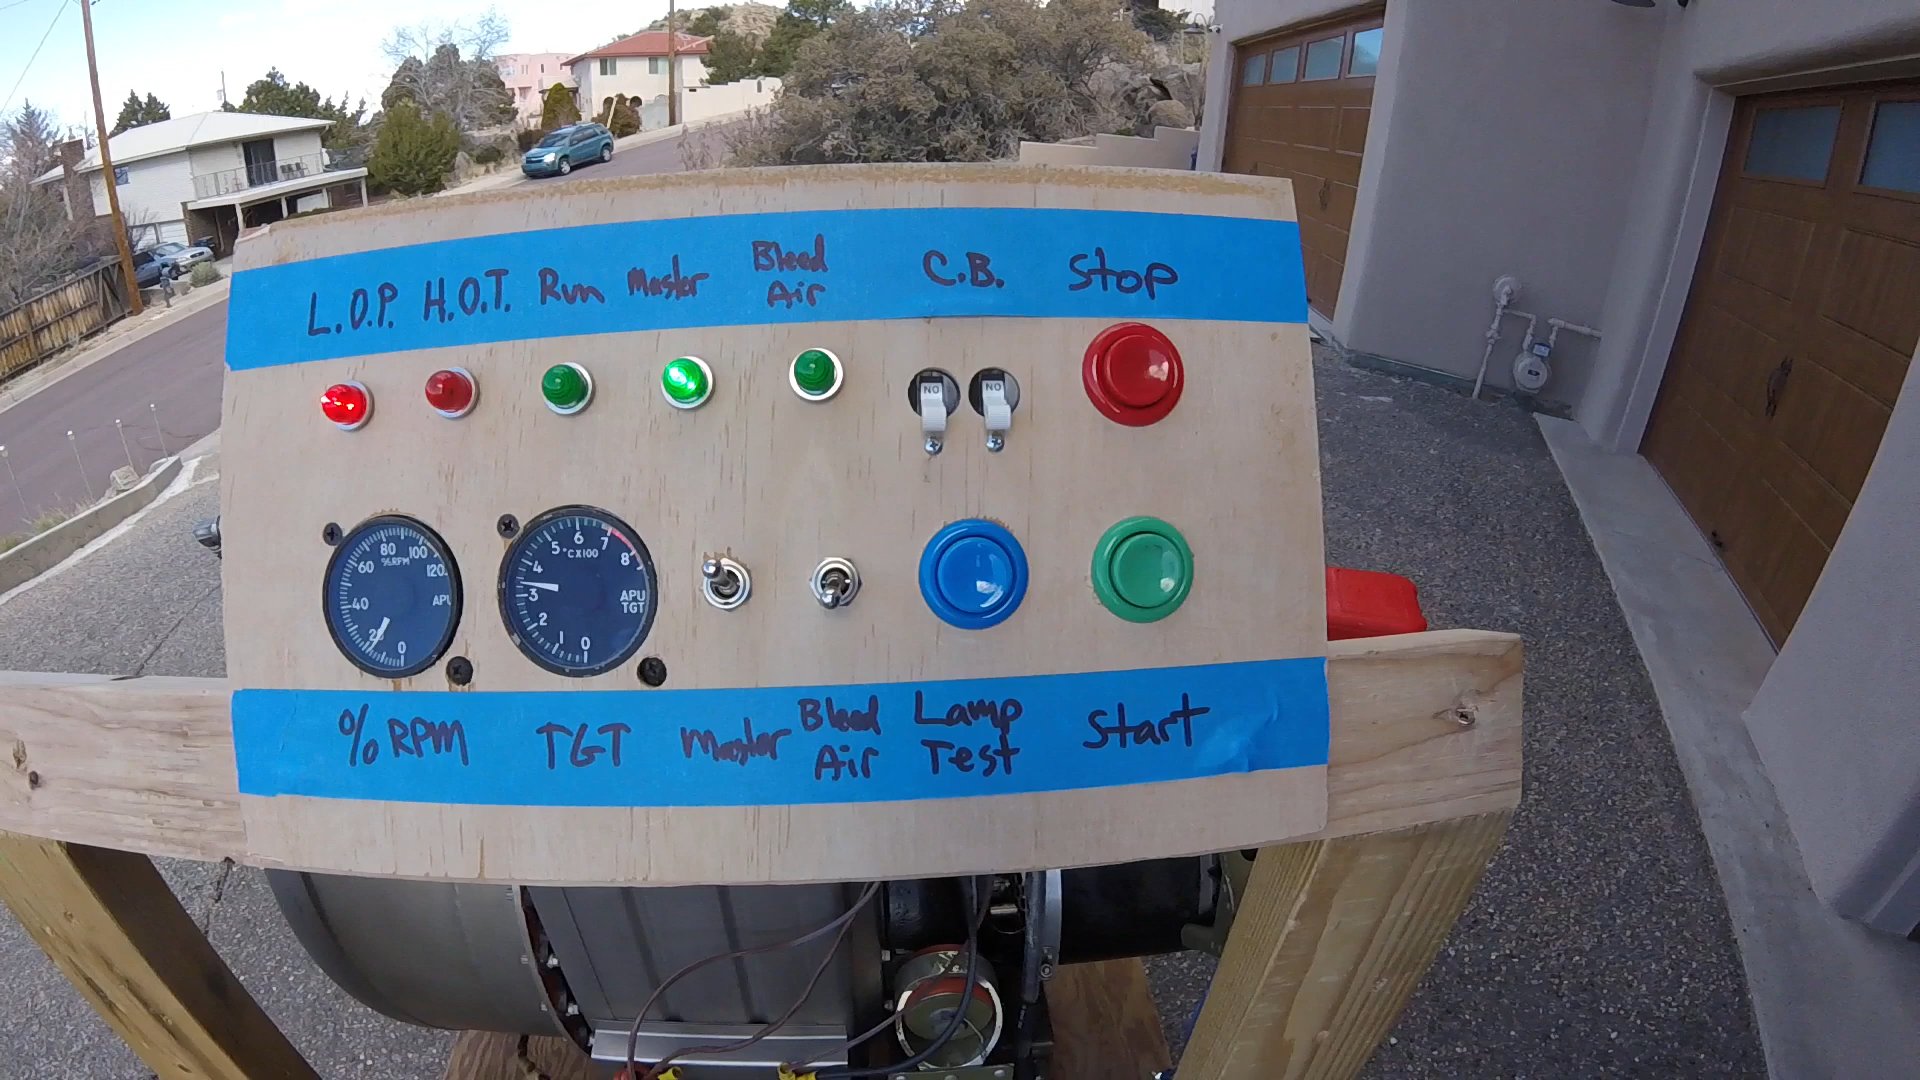 L.O.P. H.O.T. Run Master Bleed Air C.B. Stop
NO NO
0 20 40 60 80 100 120
%RPM
APU
0 1 2 3 4 5 6 7 8
°CX100
APU
TGT
% RPM TGT Master Bleed Air Lamp Test Start